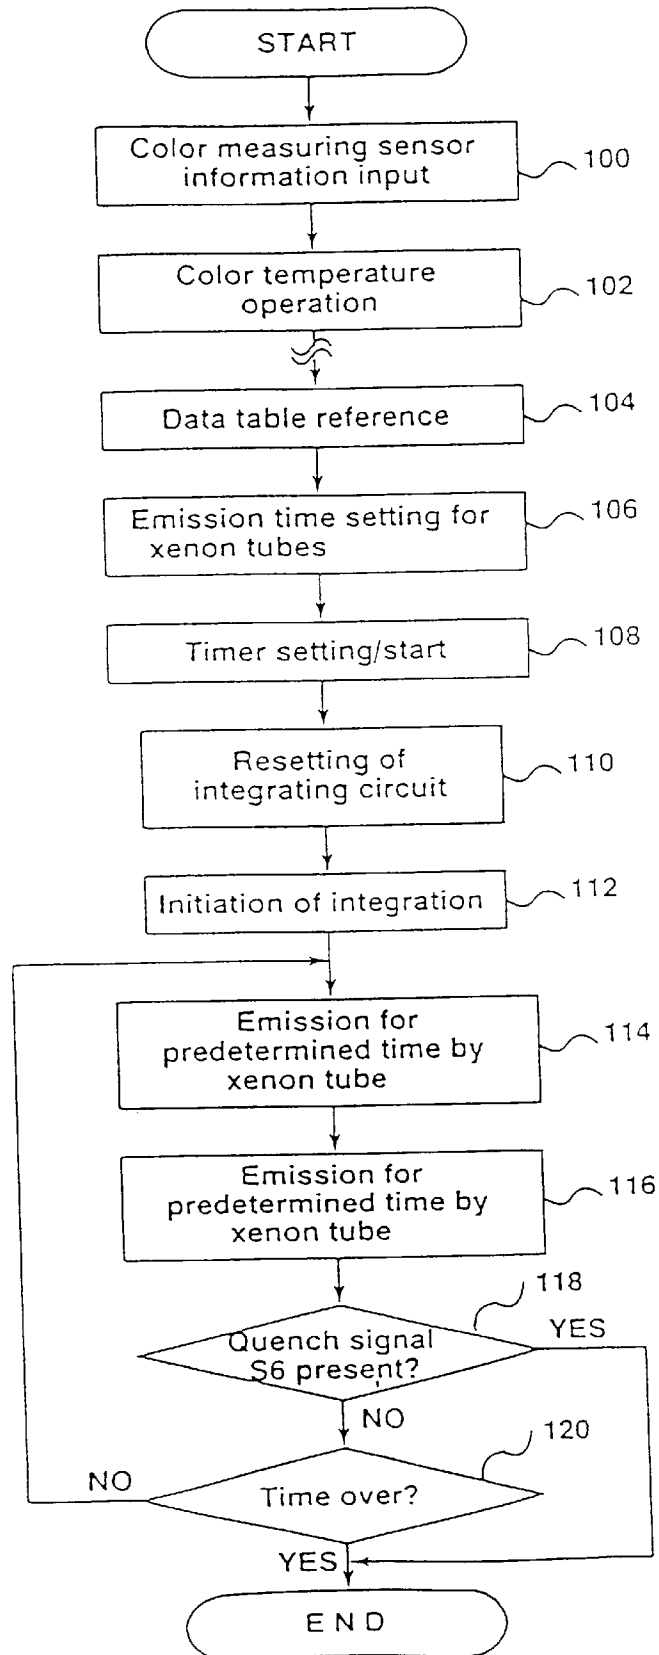 START
Color measuring sensor
information input
100
Color temperature
operation
102
Data table reference
104
Emission time setting for
xenon tubes
106
Timer setting/start
108
Resetting of
integrating circuit
110
Initiation of integration
112
Emission for
predetermined time by
xenon tube
114
Emission for
predetermined time by
xenon tube
116
118
Quench signal
S6 present?
YES
NO
120
NO
Time over?
YES
END